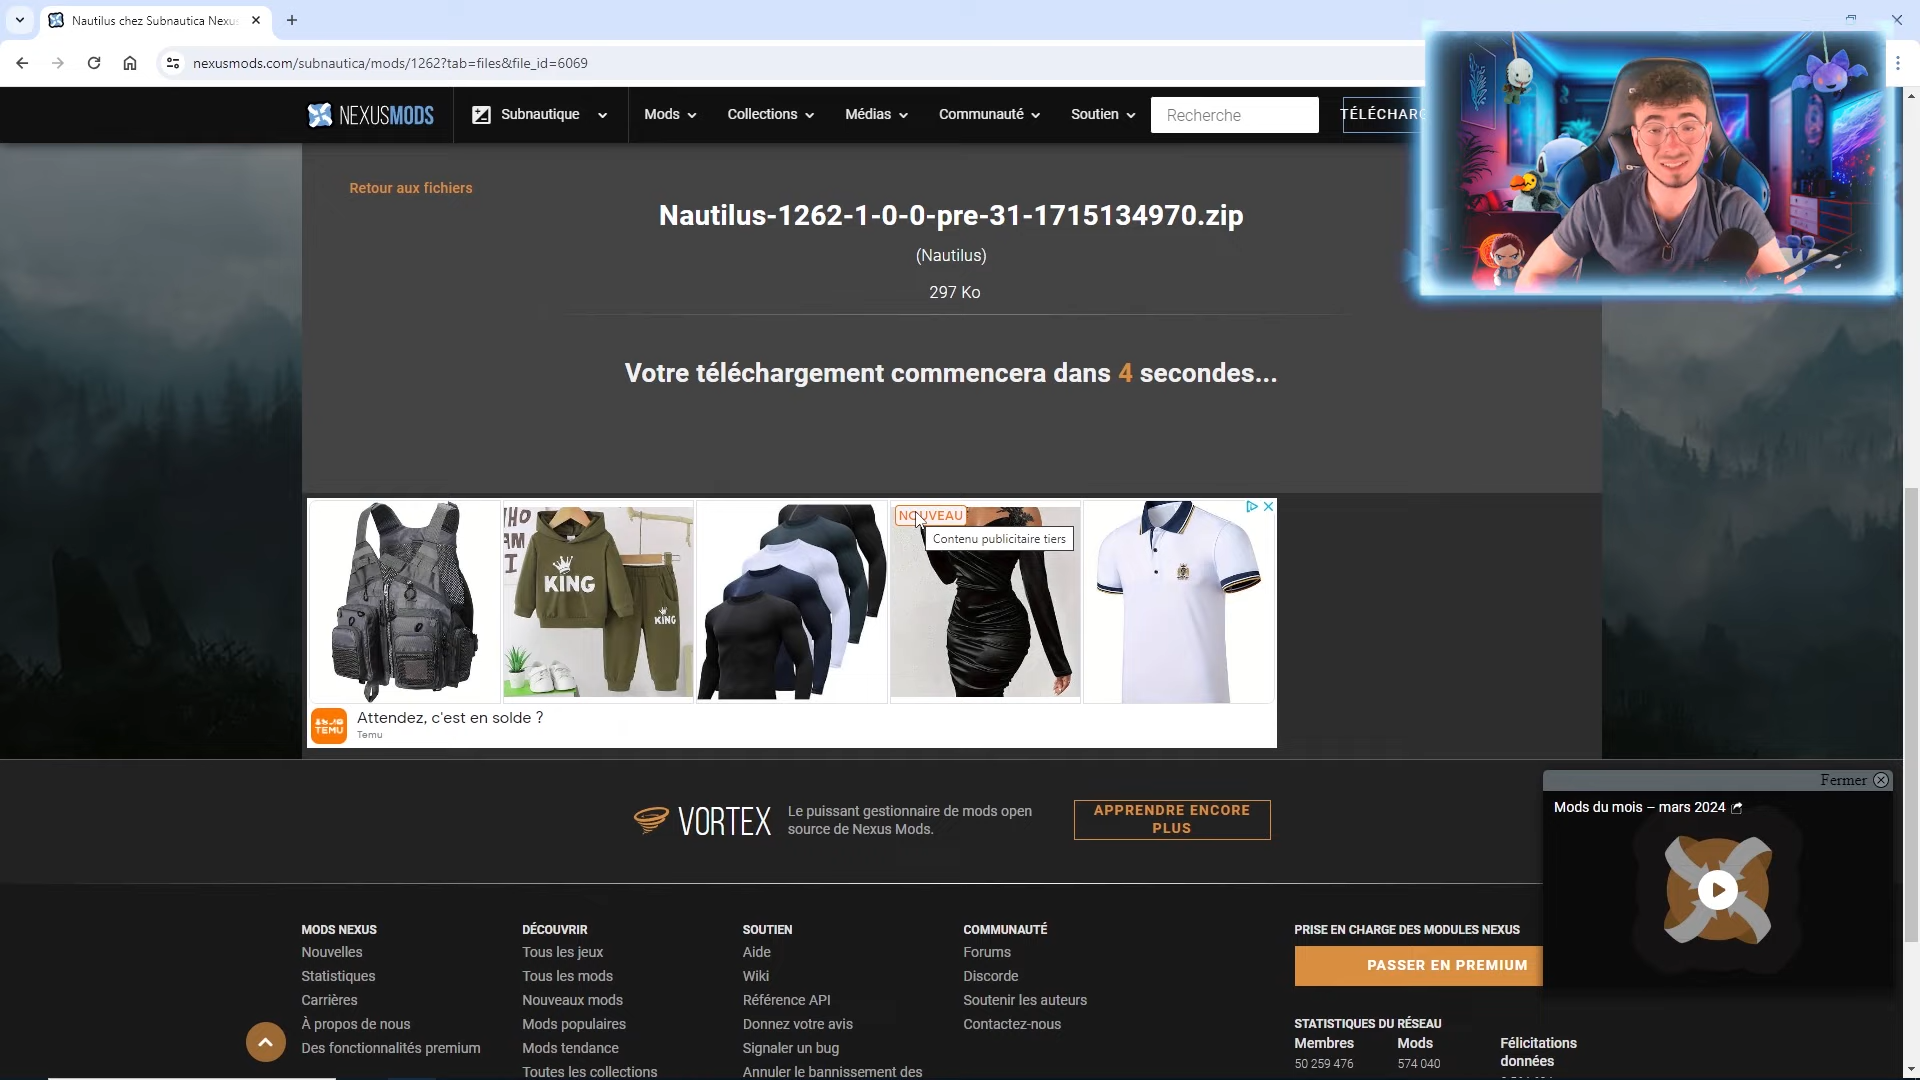 Nautilus chez Subnautica Nexus
nexusmods.com/subnautica/mods/1262?tab=files&file_id=6069
NEXUSMODS
Subnautique
Mods
Collections
Médias
Communauté
Soutien
Recherche
TÉLÉCHARG
Retour aux fichiers
Nautilus-1262-1-0-0-pre-31-1715134970.zip
(Nautilus)
297 Ko
Votre téléchargement commencera dans 4 secondes...
KING
KING
NOUVEAU
Contenu publicitaire tiers
TEMU
Attendez, c'est en solde ?
Temu
VORTEX
Le puissant gestionnaire de mods open
source de Nexus Mods.
APPRENDRE ENCORE
PLUS
Fermer
Mods du mois – mars 2024
MODS NEXUS
Nouvelles
Statistiques
Carrières
À propos de nous
Des fonctionnalités premium
DÉCOUVRIR
Tous les jeux
Tous les mods
Nouveaux mods
Mods populaires
Mods tendance
Toutes les collections
SOUTIEN
Aide
Wiki
Référence API
Donnez votre avis
Signaler un bug
Annuler le bannissement des
COMMUNAUTÉ
Forums
Discorde
Soutenir les auteurs
Contactez-nous
PRISE EN CHARGE DES MODULES NEXUS
PASSER EN PREMIUM
STATISTIQUES DU RÉSEAU
Membres
50 259 476
Mods
574 040
Félicitations
données